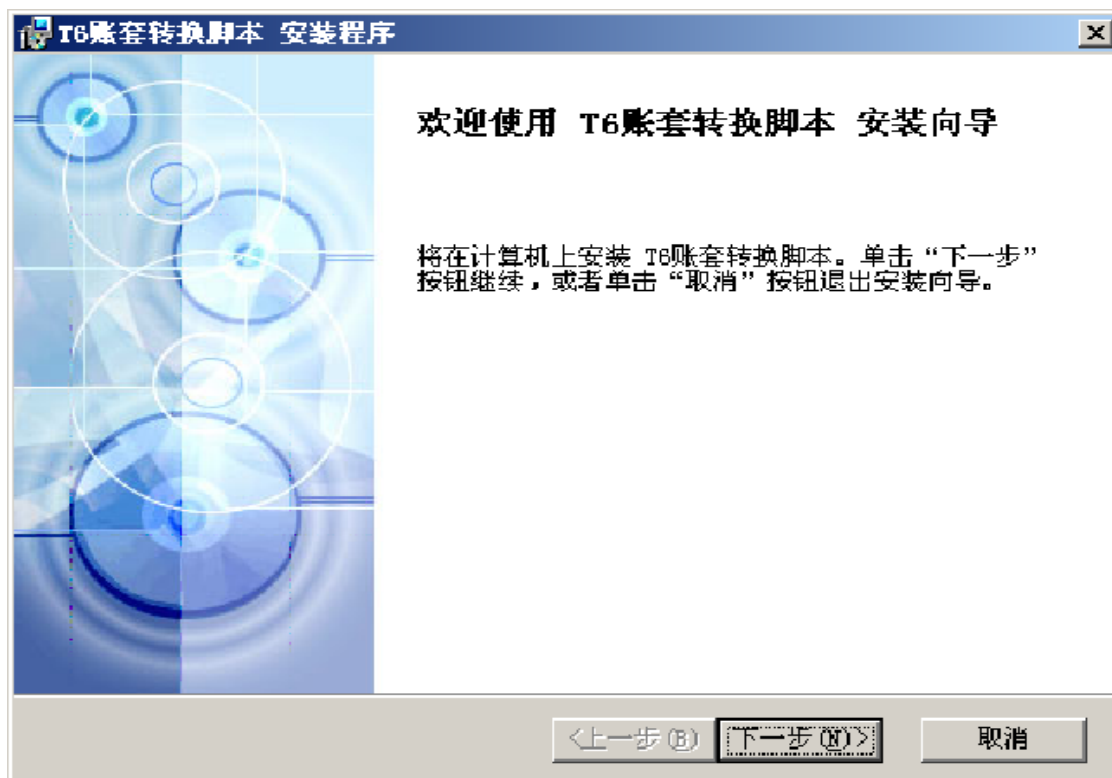 T6账套转换脚本 安装程序
欢迎使用 T6账套转换脚本 安装向导
将在计算机上安装 T6账套转换脚本。单击“下一步”
按钮继续，或者单击“取消”按钮退出安装向导。
<上一步(B) 下一步(N)> 取消